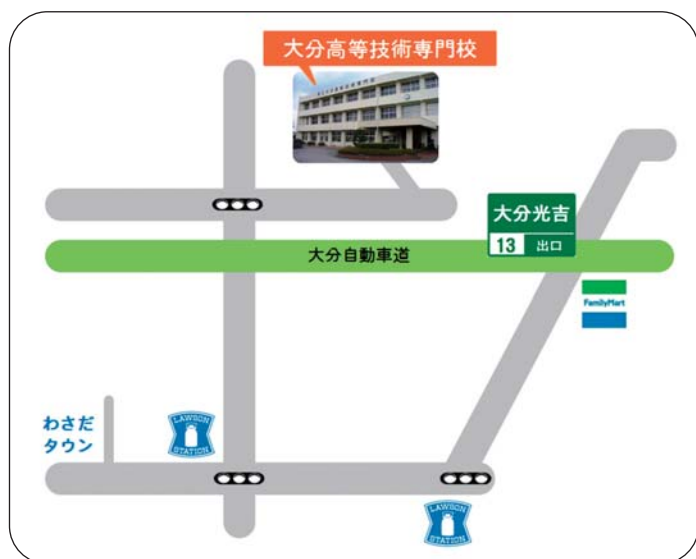 大分高等技術専門校
大分光吉
13 出口
大分自動車道
FamilyMart
わさだ
タウン
LAWSON
STATION
LAWSON
STATION